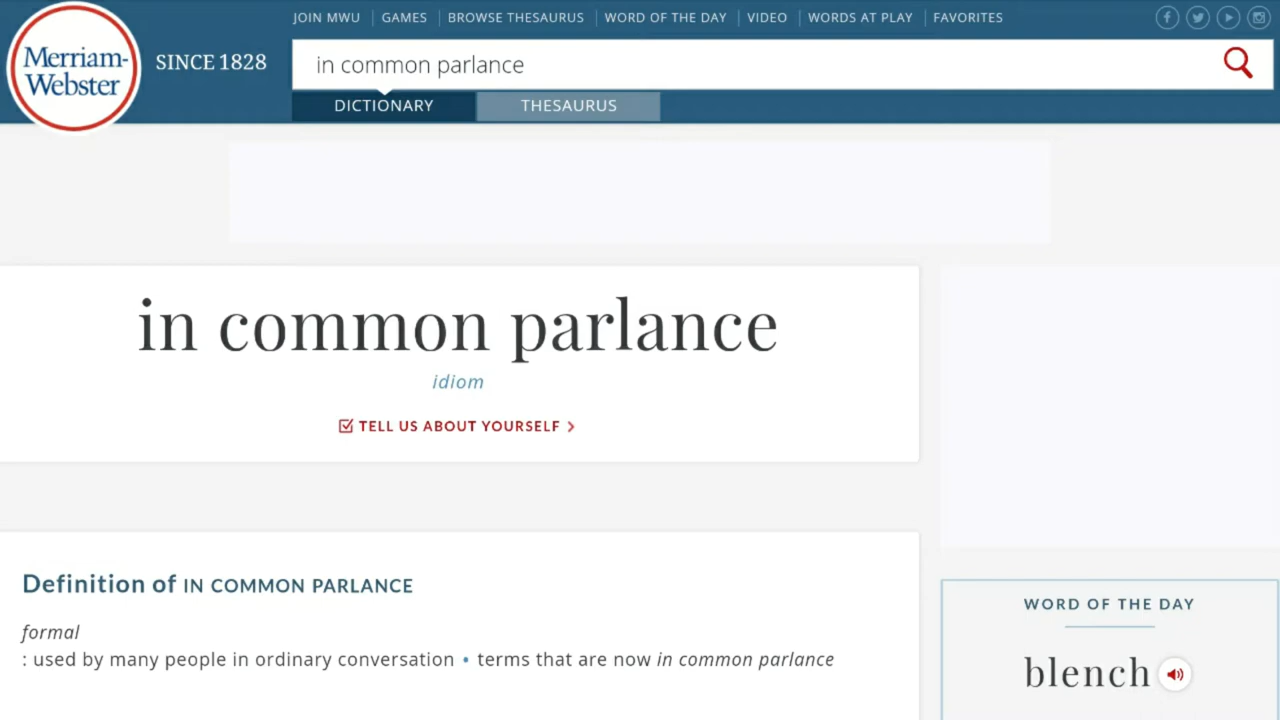 JOIN MWU GAMES BROWSE THESAURUS WORD OF THE DAY VIDEO WORDS AT PLAY FAVORITES
Merriam-
Webster
SINCE 1828
in common parlance
DICTIONARY THESAURUS
in common parlance
idiom
TELL US ABOUT YOURSELF >
Definition of IN COMMON PARLANCE
formal
: used by many people in ordinary conversation • terms that are now in common parlance
WORD OF THE DAY
blench